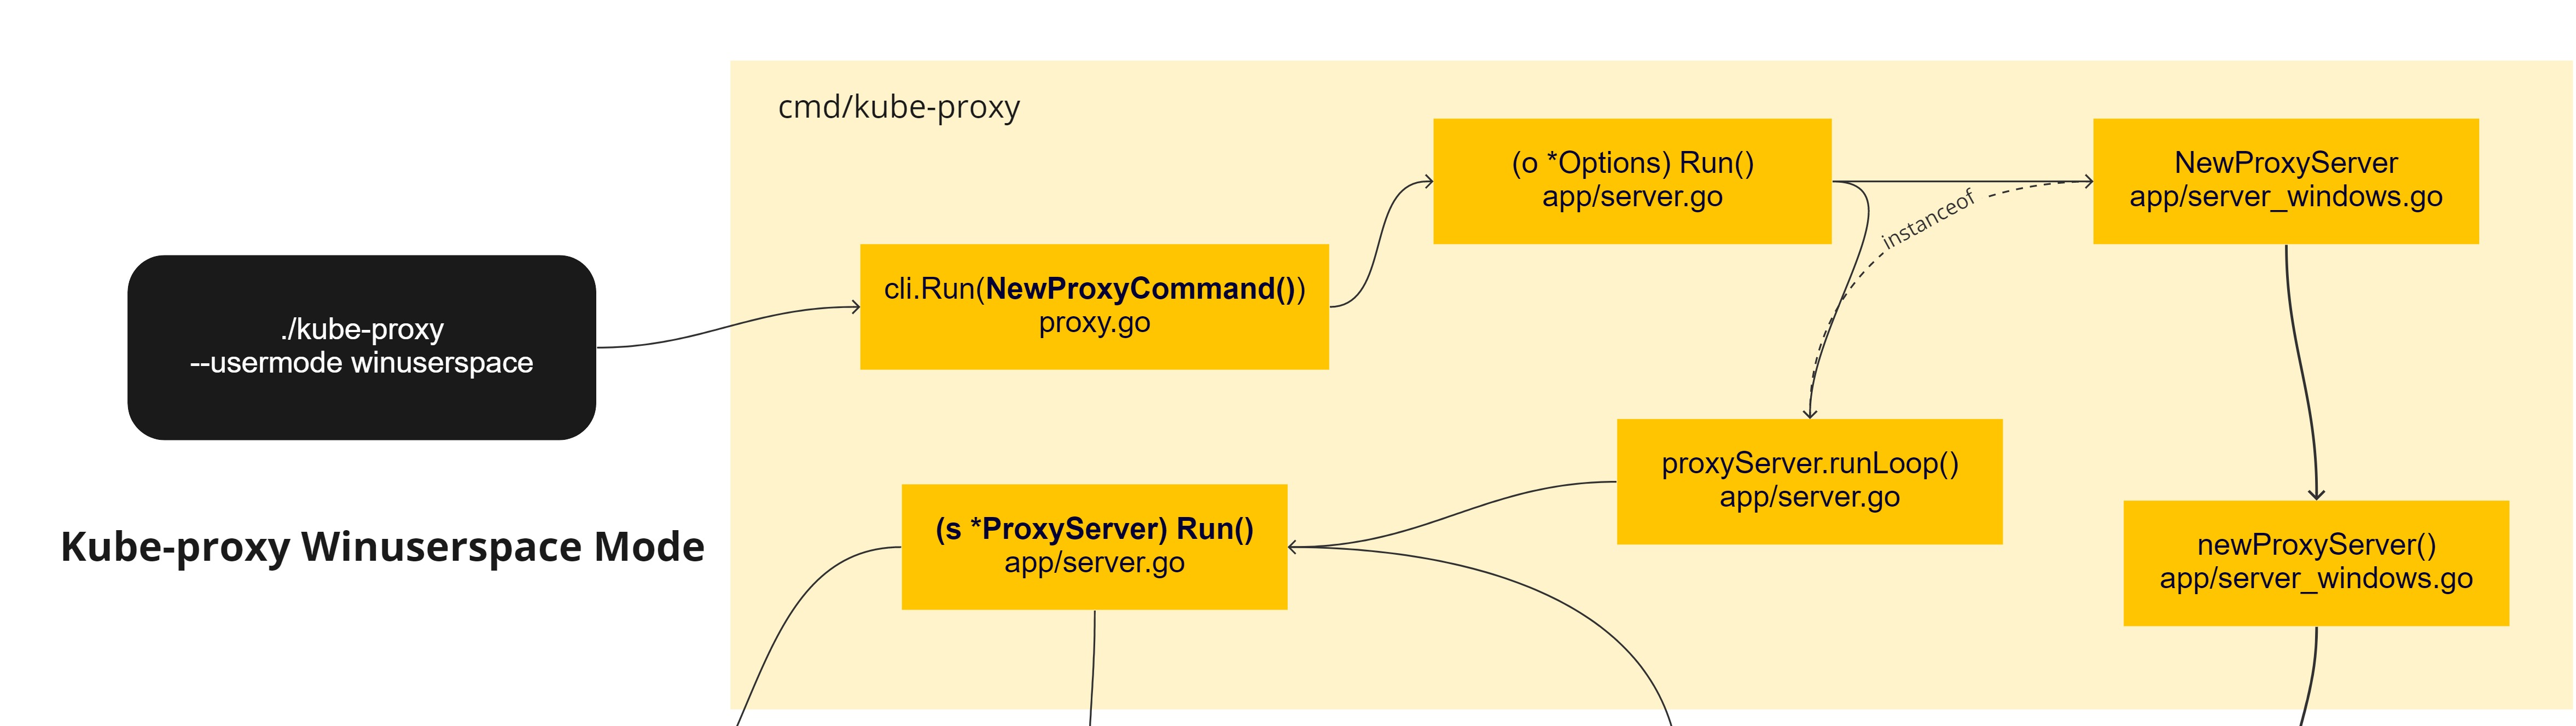 cmd/kube-proxy
./kube-proxy
--usermode winuserspace
Kube-proxy Winuserspace Mode
cli.Run(NewProxyCommand())
proxy.go
(o *Options) Run()
app/server.go
instanceof
NewProxyServer
app/server_windows.go
proxyServer.runLoop()
app/server.go
(s *ProxyServer) Run()
app/server.go
newProxyServer()
app/server_windows.go